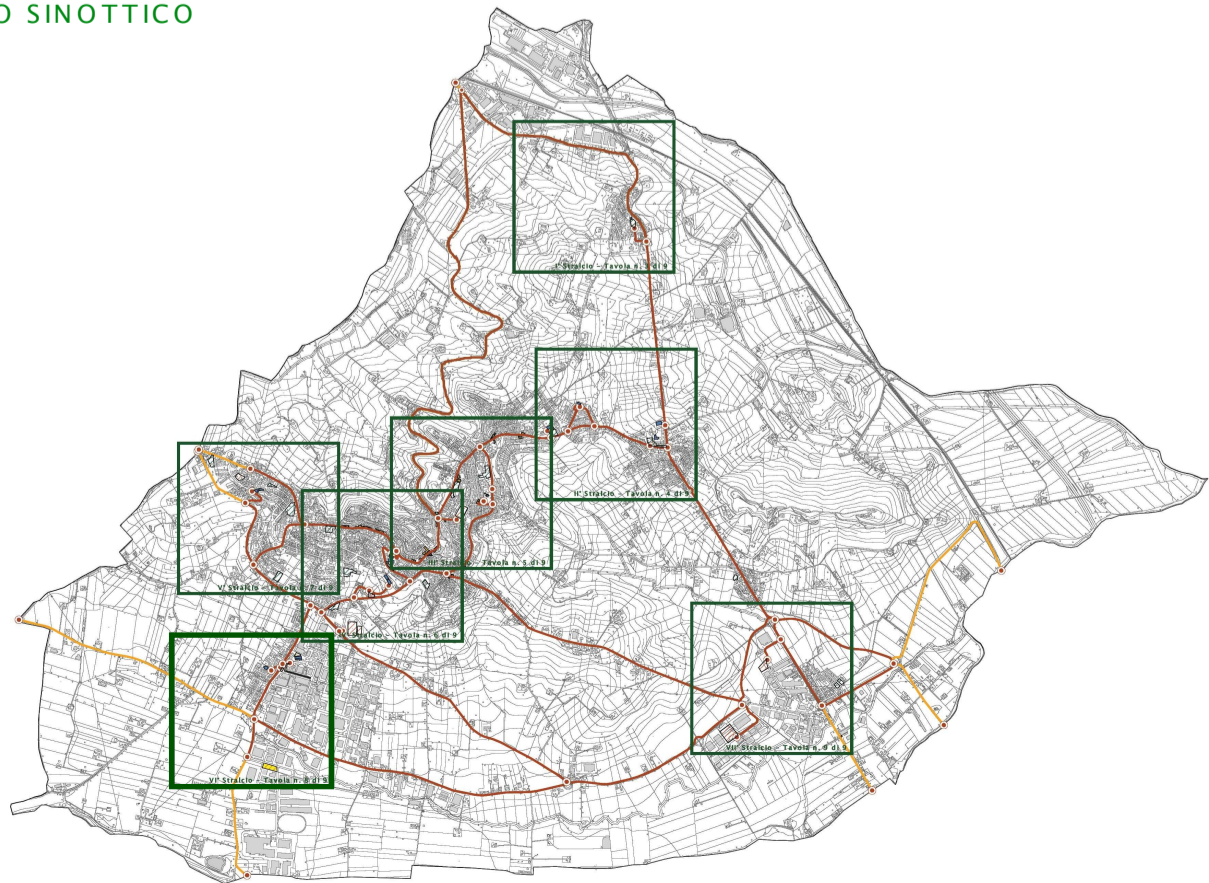 O SINOTTICO
I° Stralcio - Tavola n. 3 di 9
II° Stralcio - Tavola n. 4 di 9
III° Stralcio - Tavola n. 5 di 9
V° Stralcio - Tavola n. 7 di 9
Stralcio - Tavola n. 6 di 9
VII° Stralcio - Tavola n. 9 di 9
VI° Stralcio - Tavola n. 8 di 9